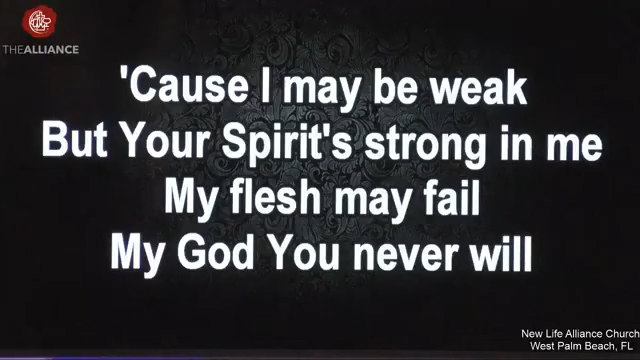 THEALLIANCE
'Cause I may be weak
But Your Spirit's strong in me
My flesh may fail
My God You never will
New Life Alliance Church
West Palm Beach, FL